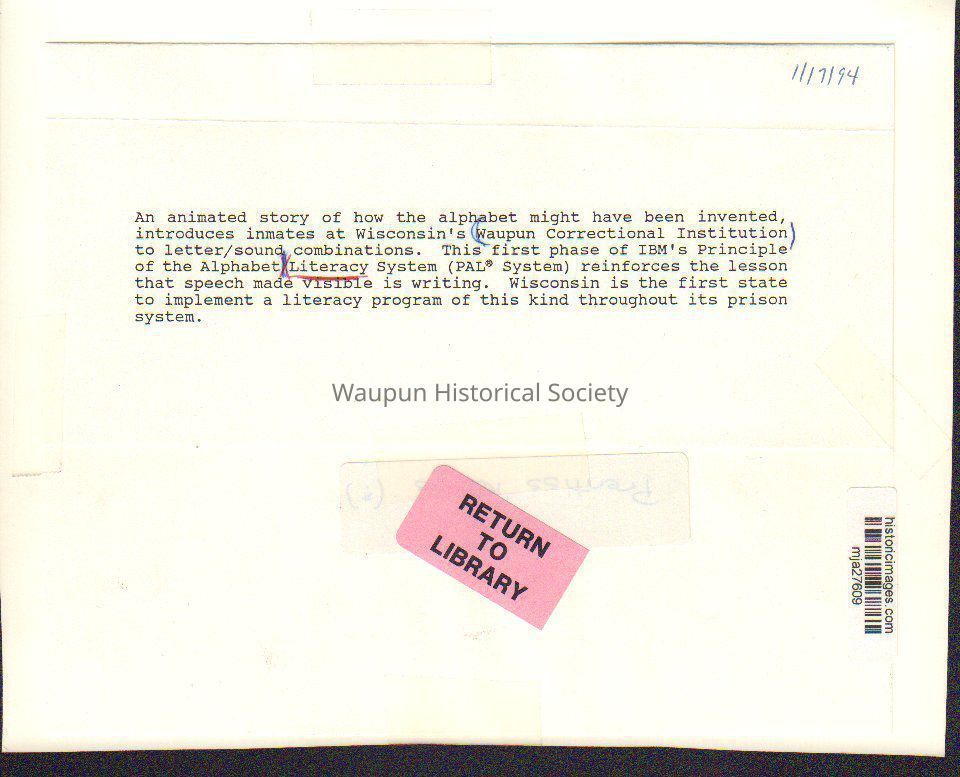 1/17/94
An animated story of how the alphabet might have been invented,
introduces inmates at Wisconsin's (Waupun Correctional Institution)
to letter/sound combinations. This first phase of IBM's Principle
of the Alphabet Literacy System (PAL® System) reinforces the lesson
that speech made visible is writing. Wisconsin is the first state
to implement a literacy program of this kind throughout its prison
system.
Waupun Historical Society
RETURN
TO
LIBRARY
historicimages.com
mja27609